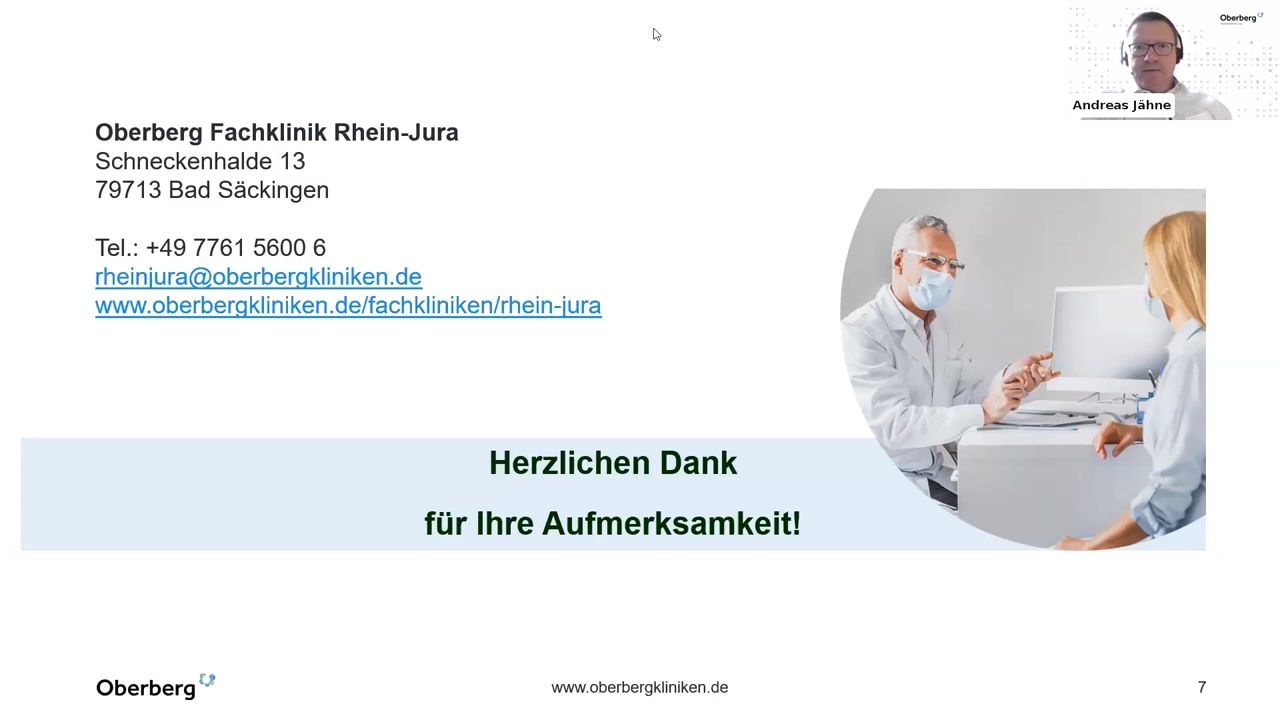 Oberberg
Andreas Jähne
Oberberg Fachklinik Rhein-Jura
Schneckenhalde 13
79713 Bad Säckingen
Tel.: +49 7761 5600 6
rheinjura@oberbergkliniken.de
www.oberbergkliniken.de/fachkliniken/rhein-jura
Herzlichen Dank
für Ihre Aufmerksamkeit!
Oberberg
www.oberbergkliniken.de
7